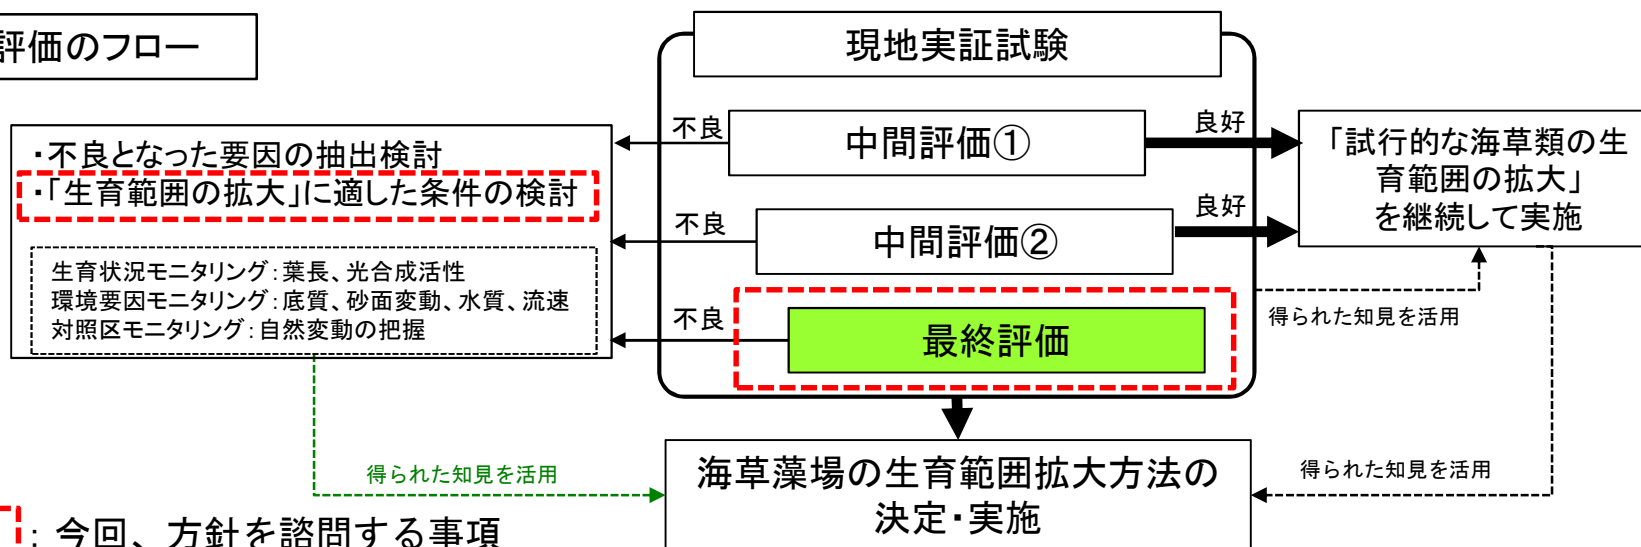 評価のフロー
現地実証試験
不良
中間評価①
良好
・不良となった要因の抽出検討
・「生育範囲の拡大」に適した条件の検討
「試行的な海草類の生
育範囲の拡大」
を継続して実施
不良
中間評価②
良好
生育状況モニタリング：葉長、光合成活性
環境要因モニタリング：底質、砂面変動、水質、流速
対照区モニタリング：自然変動の把握
不良
最終評価
得られた知見を活用
得られた知見を活用
海草藻場の生育範囲拡大方法の
決定・実施
得られた知見を活用
：今回、方針を諮問する事項